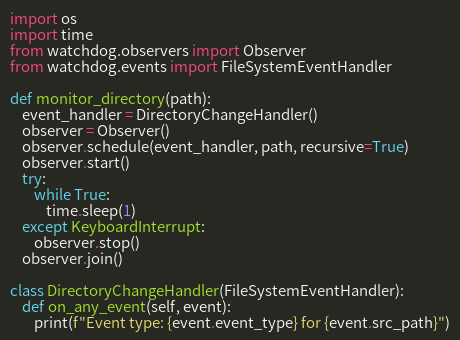 import os
import time
from watchdog.observers import Observer
from watchdog.events import FileSystemEventHandler

def monitor_directory(path):
    event_handler = DirectoryChangeHandler()
    observer = Observer()
    observer.schedule(event_handler, path, recursive=True)
    observer.start()
    try:
        while True:
            time.sleep(1)
    except KeyboardInterrupt:
        observer.stop()
    observer.join()

class DirectoryChangeHandler(FileSystemEventHandler):
    def on_any_event(self, event):
        print(f"Event type: {event.event_type} for {event.src_path}")